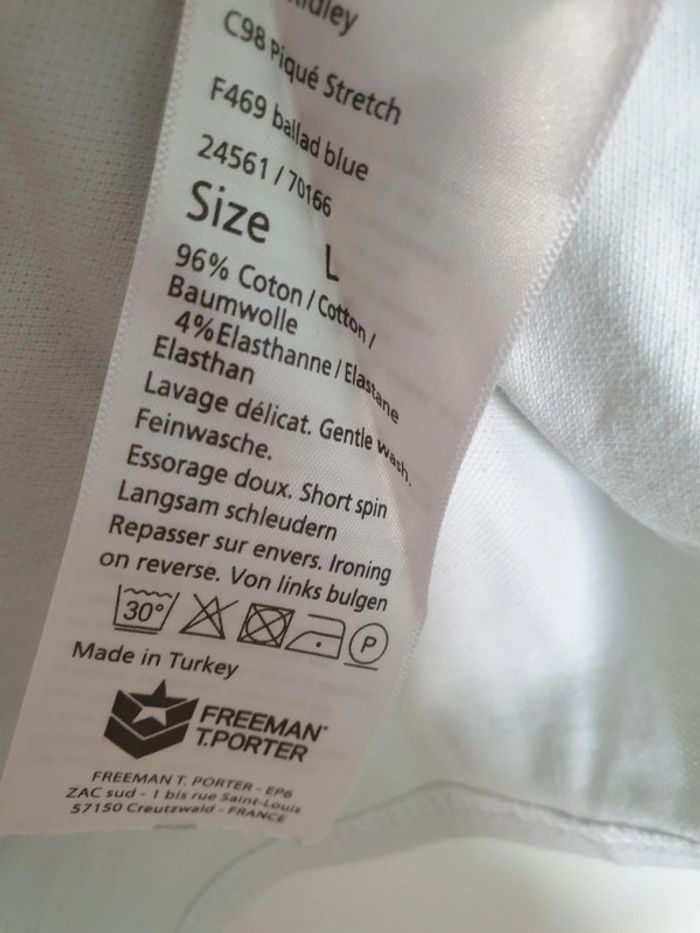 C98 Piqué Stretch
F469 ballad blue
24561 / 70166
Size L
96% Coton / Cotton /
Baumwolle
4%Elasthanne / Elastane
Elasthan
Lavage délicat. Gentle wash.
Feinwasche.
Essorage doux. Short spin
Langsam schleudern
Repasser sur envers. Ironing
on reverse. Von links bulgen
30° P
Made in Turkey
FREEMAN
T.PORTER
FREEMAN T. PORTER - EP6
ZAC sud - 1 bis rue Saint-Louis
57150 Creutzwald - FRANCE